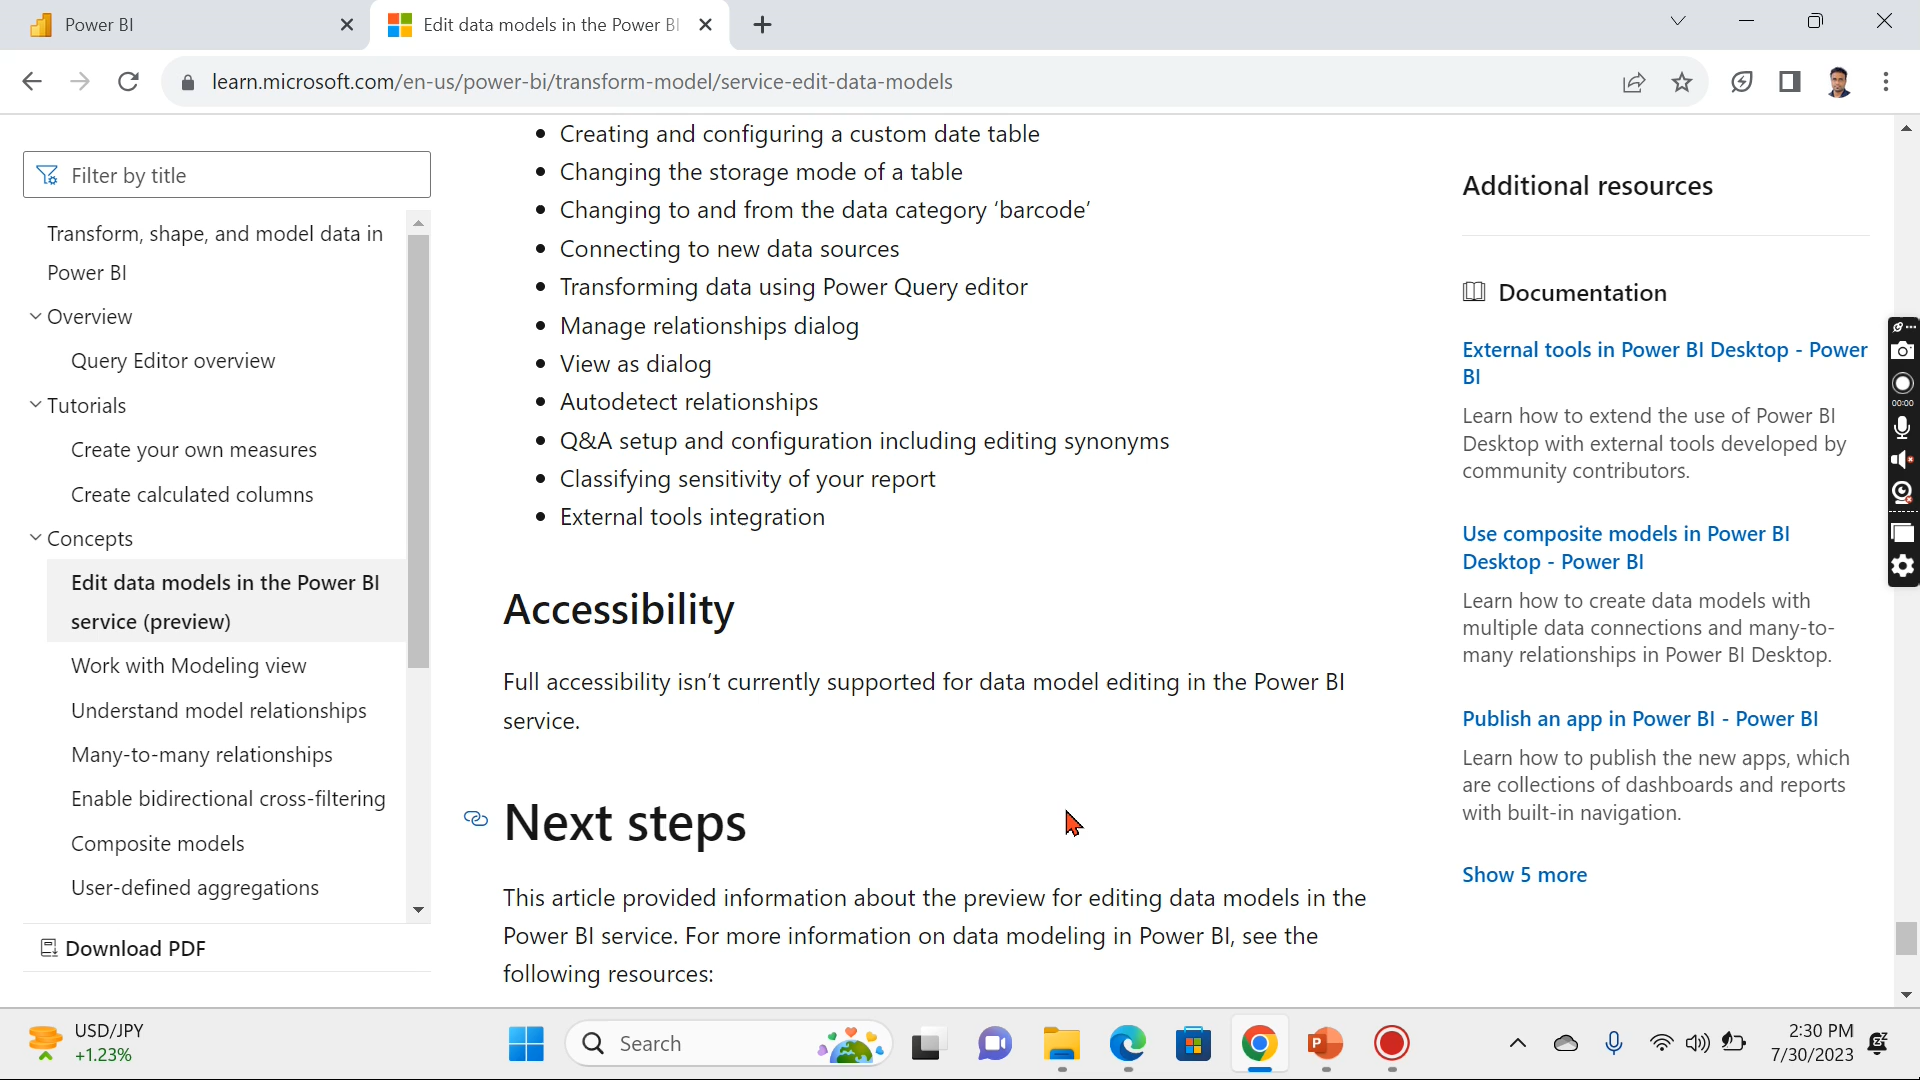 Power BI
Edit data models in the Power BI
learn.microsoft.com/en-us/power-bi/transform-model/service-edit-data-models
Filter by title
Transform, shape, and model data in
Power BI
Overview
Query Editor overview
Tutorials
Create your own measures
Create calculated columns
Concepts
Edit data models in the Power BI
service (preview)
Work with Modeling view
Understand model relationships
Many-to-many relationships
Enable bidirectional cross-filtering
Composite models
User-defined aggregations
Download PDF
Creating and configuring a custom date table
Changing the storage mode of a table
Changing to and from the data category ‘barcode’
Connecting to new data sources
Transforming data using Power Query editor
Manage relationships dialog
View as dialog
Autodetect relationships
Q&A setup and configuration including editing synonyms
Classifying sensitivity of your report
External tools integration
Accessibility
Full accessibility isn’t currently supported for data model editing in the Power BI
service.
Next steps
This article provided information about the preview for editing data models in the
Power BI service. For more information on data modeling in Power BI, see the
following resources:
Additional resources
Documentation
External tools in Power BI Desktop - Power
BI
Learn how to extend the use of Power BI
Desktop with external tools developed by
community contributors.
Use composite models in Power BI
Desktop - Power BI
Learn how to create data models with
multiple data connections and many-to-
many relationships in Power BI Desktop.
Publish an app in Power BI - Power BI
Learn how to publish the new apps, which
are collections of dashboards and reports
with built-in navigation.
Show 5 more
00:00
USD/JPY
+1.23%
Search
2:30 PM
7/30/2023